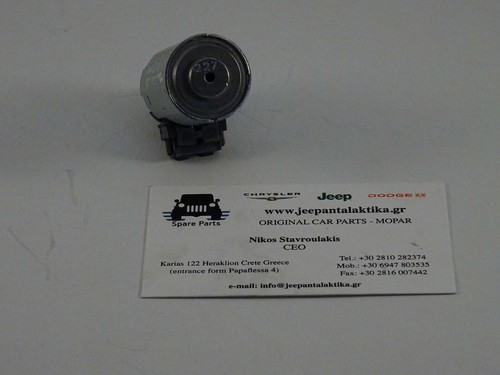 227
CHRYSLER Jeep DODGE
Spare Parts
www.jeepantalaktika.gr
ORIGINAL CAR PARTS - MOPAR
Nikos Stavroulakis
CEO
Karias 122 Heraklion Crete Greece
(entrance form Papaflessa 4)
Tel.: +30 2810 282374
Mob.: +30 6947 803535
Fax: +30 2816 007442
e-mail: info@jeepantalaktika.gr